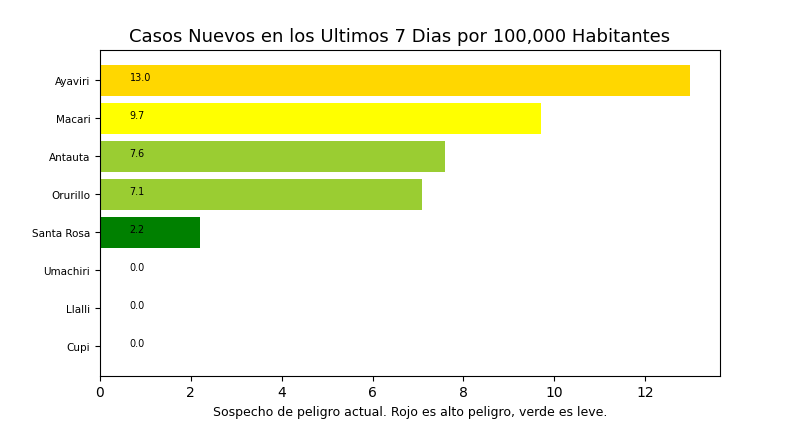 Casos Nuevos en los Ultimos 7 Dias por 100,000 Habitantes
Ayaviri 13.0
Macari 9.7
Antauta 7.6
Orurillo 7.1
Santa Rosa 2.2
Umachiri 0.0
Llalli 0.0
Cupi 0.0
0 2 4 6 8 10 12
Sospecho de peligro actual. Rojo es alto peligro, verde es leve.